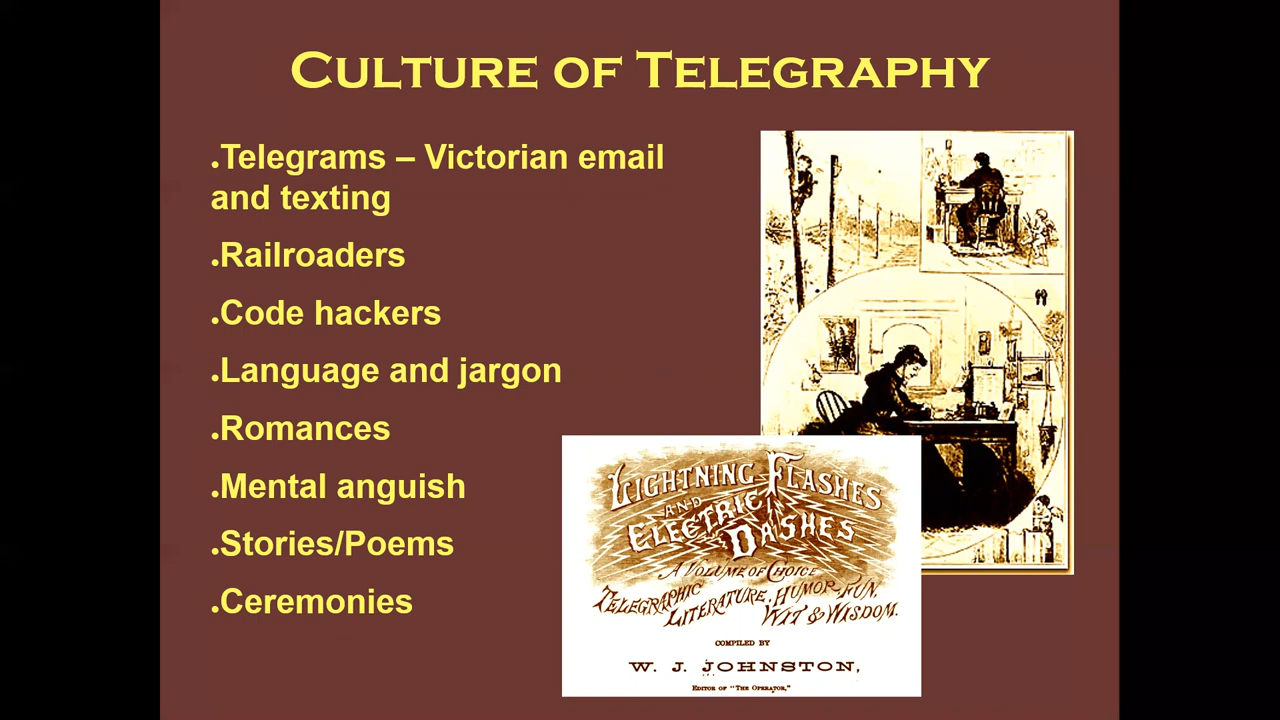 CULTURE OF TELEGRAPHY
.Telegrams – Victorian email
and texting
.Railroaders
.Code hackers
.Language and jargon
.Romances
.Mental anguish
.Stories/Poems
.Ceremonies
LIGHTNING FLASHES
AND
ELECTRIC
DASHES
A VOLUME OF CHOICE
TELEGRAPHIC
LITERATURE, HUMOR, FUN,
WIT & WISDOM.
COMPILED BY
W. J. JOHNSTON,
EDITOR OF "THE OPERATOR,"